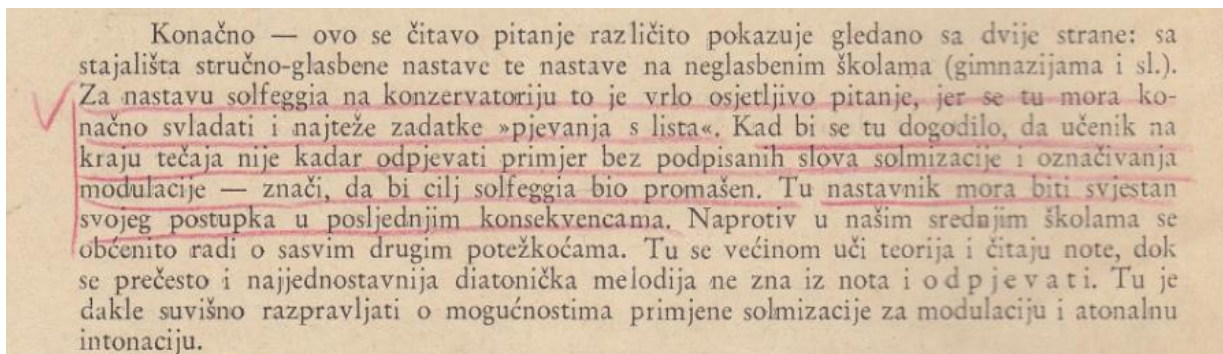 Konačno — ovo se čitavo pitanje različito pokazuje gledano sa dvije strane: sa
stajališta stručno-glasbene nastave te nastave na neglasbenim školama (gimnazijama i sl.).
Za nastavu solfeggia na konzervatoriju to je vrlo osjetljivo pitanje, jer se tu mora ko-
načno svladati i najteže zadatke »pjevanja s lista«. Kad bi se tu dogodilo, da učenik na
kraju tečaja nije kadar odpjevati primjer bez podpisanih slova solmizacije i označivanja
modulacije — znači, da bi cilj solfeggia bio promašen. Tu nastavnik mora biti svjestan
svojeg postupka u posljednjim konsekvencama. Naprotiv u našim srednjim školama se
obćenito radi o sasvim drugim potežkoćama. Tu se većinom uči teorija i čitaju note, dok
se prečesto i najjednostavnija diatonička melodija ne zna iz nota i odpjevati. Tu je
dakle suvišno razpravljati o mogućnostima primjene solmizacije za modulaciju i atonalnu
intonaciju.